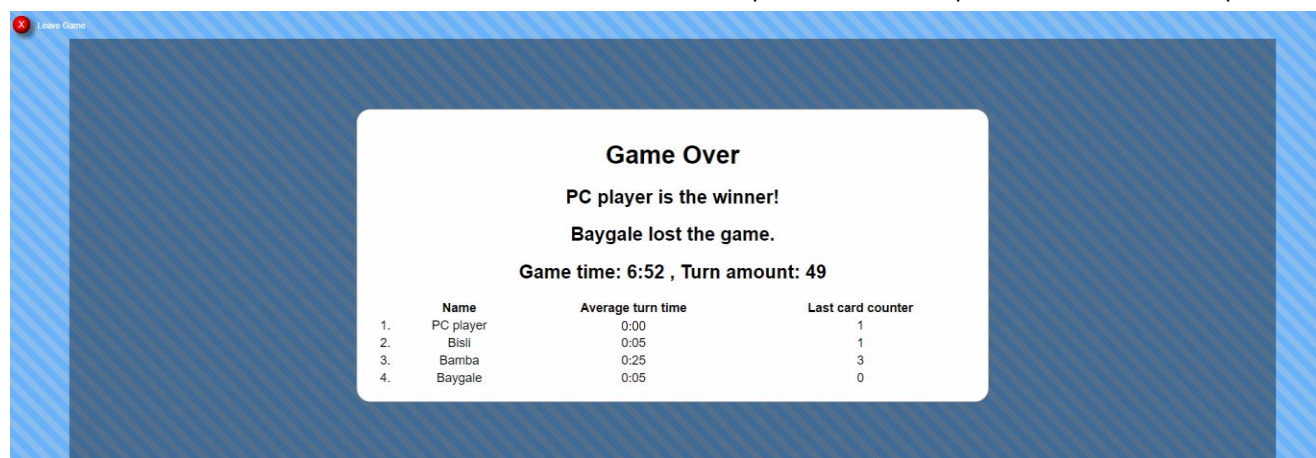 X Leave Game
Game Over
PC player is the winner!
Baygale lost the game.
Game time: 6:52 , Turn amount: 49
Name Average turn time Last card counter
1. PC player 0:00 1
2. Bisli 0:05 1
3. Bamba 0:25 3
4. Baygale 0:05 0